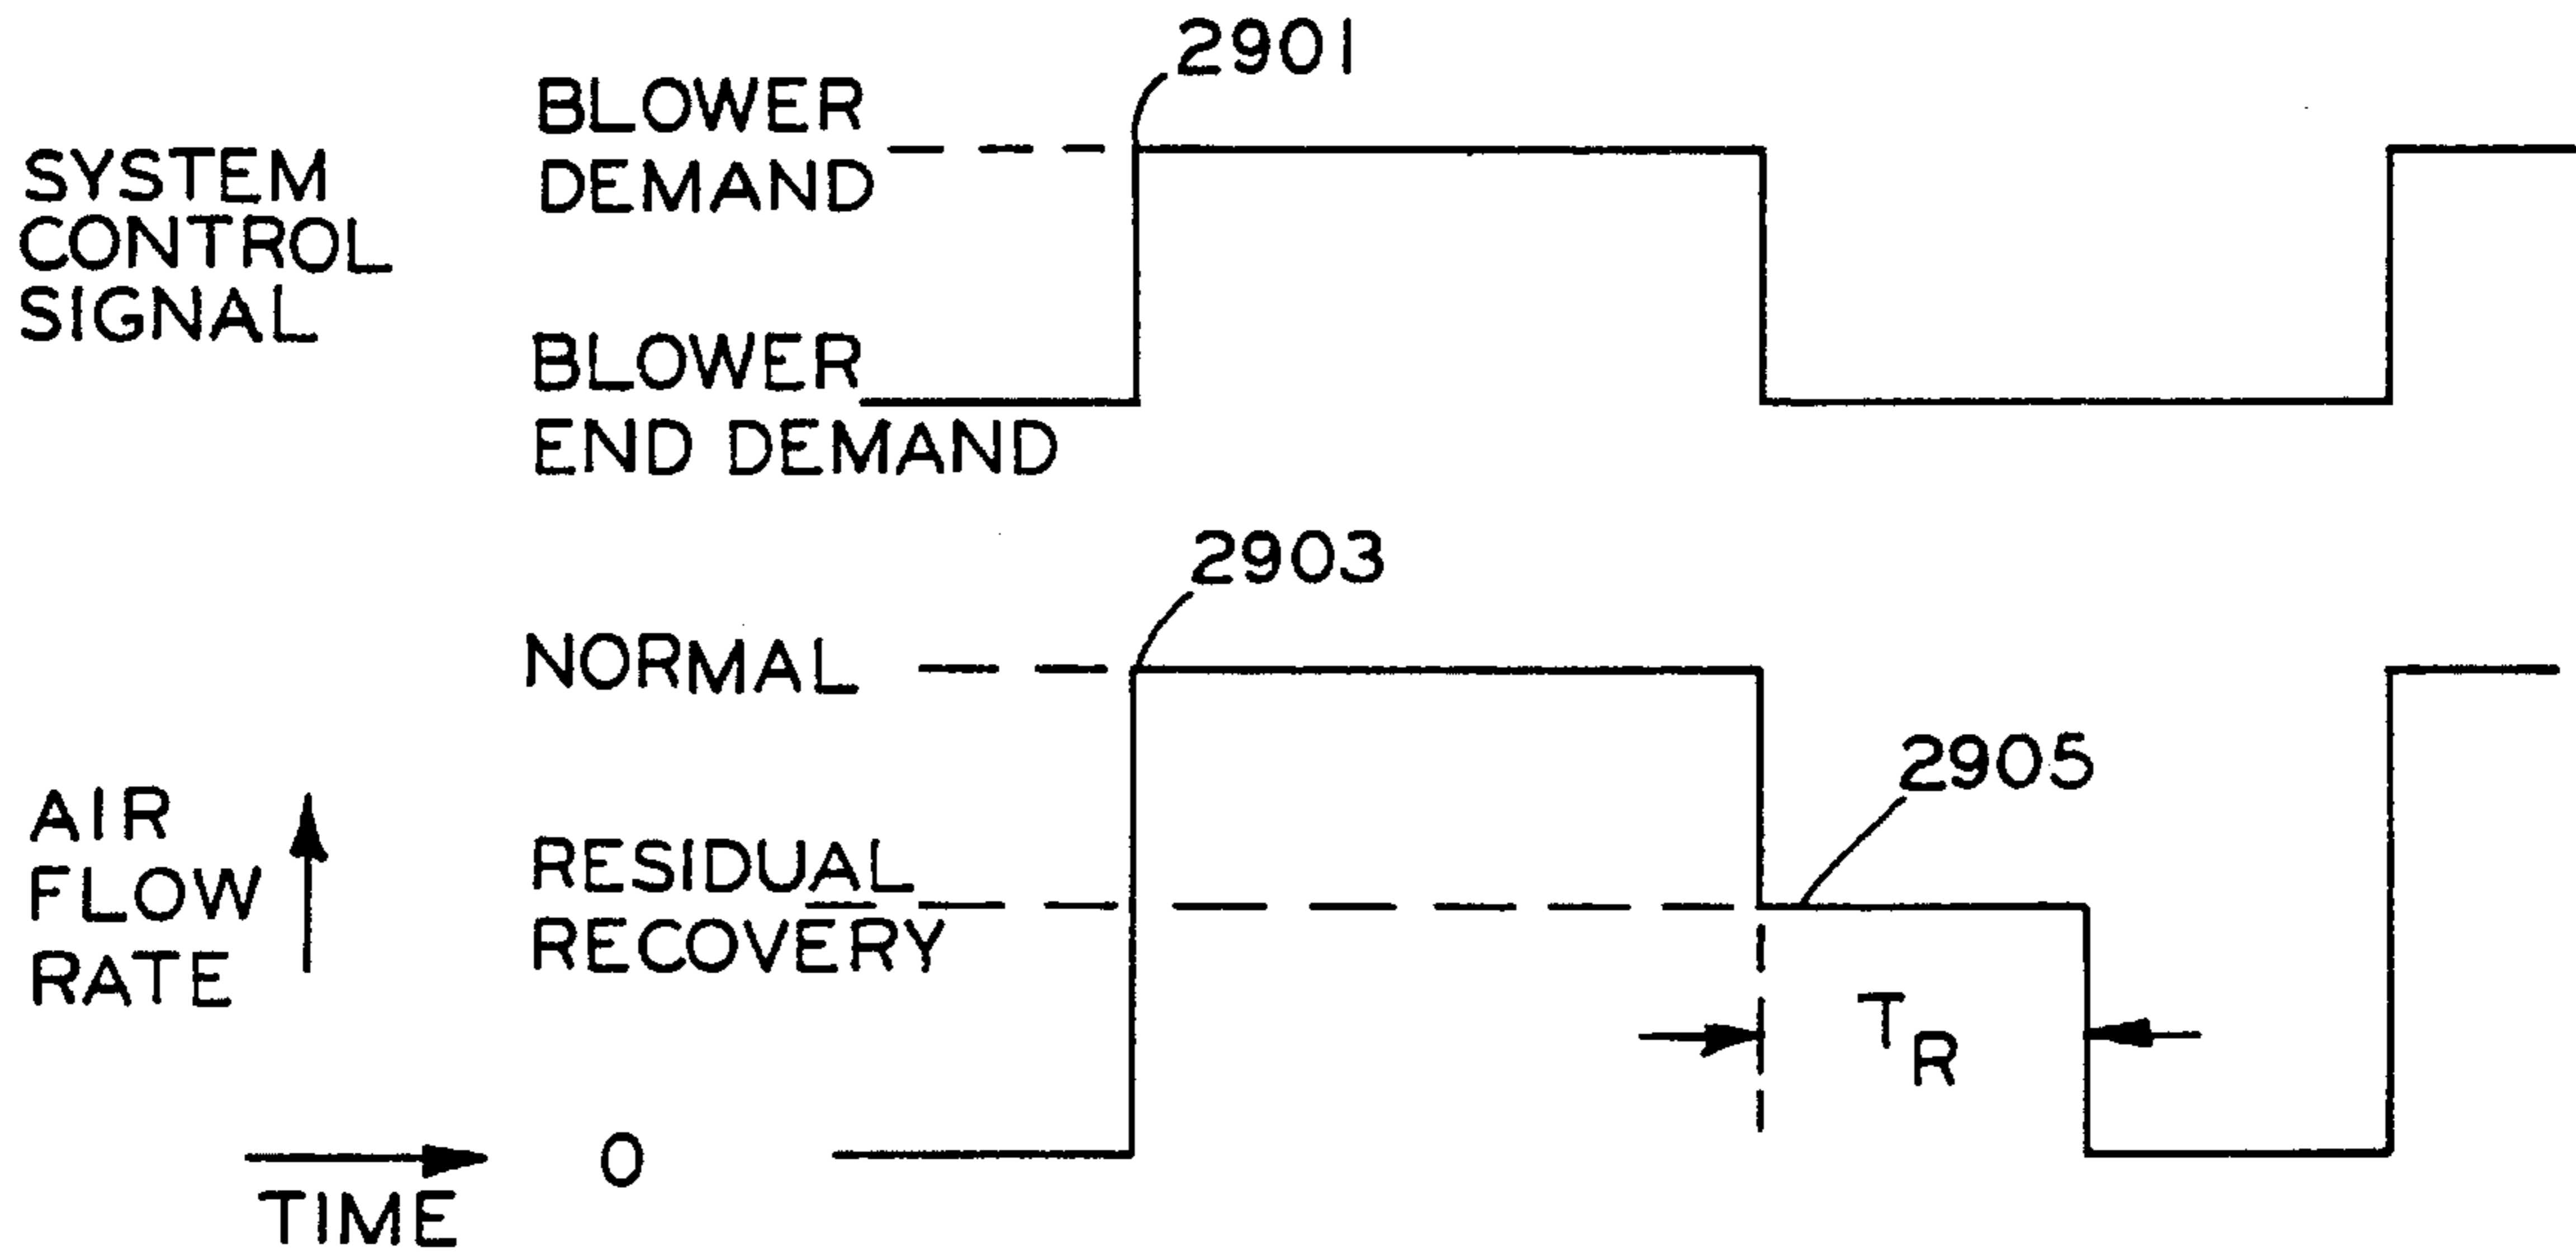 2901
BLOWER
DEMAND
SYSTEM
CONTROL
SIGNAL
BLOWER
END DEMAND
2903
NORMAL
2905
AIR
FLOW
RATE
RESIDUAL
RECOVERY
TR
0
TIME